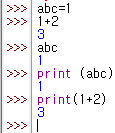 >>> abc=1
>>> 1+2
3
>>> abc
1
>>> print (abc)
1
>>> print(1+2)
3
>>>